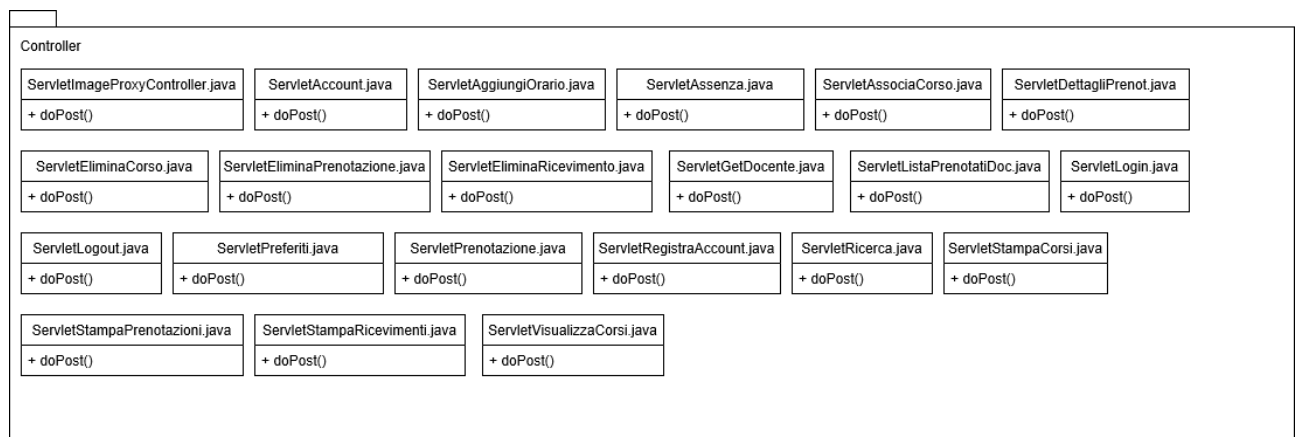 Controller
ServletImageProxyController.java ServletAccount.java ServletAggiungiOrario.java ServletAssenza.java ServletAssociaCorso.java ServletDettagliPrenot.java
+ doPost() + doPost() + doPost() + doPost() + doPost() + doPost()
ServletEliminaCorso.java ServletEliminaPrenotazione.java ServletEliminaRicevimento.java ServletGetDocente.java ServletListaPrenotatiDoc.java ServletLogin.java
+ doPost() + doPost() + doPost() + doPost() + doPost() + doPost()
ServletLogout.java ServletPreferiti.java ServletPrenotazione.java ServletRegistraAccount.java ServletRicerca.java ServletStampaCorsi.java
+ doPost() + doPost() + doPost() + doPost() + doPost() + doPost()
ServletStampaPrenotazioni.java ServletStampaRicevimenti.java ServletVisualizzaCorsi.java
+ doPost() + doPost() + doPost()